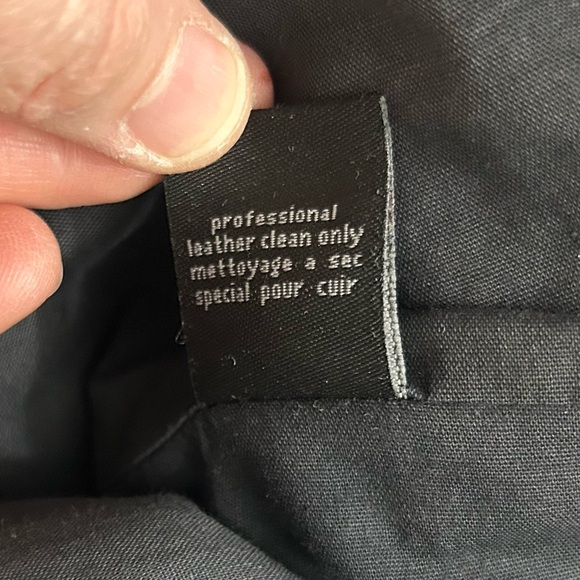 professional
leather clean only
mettoyage a sec
special pour cuir